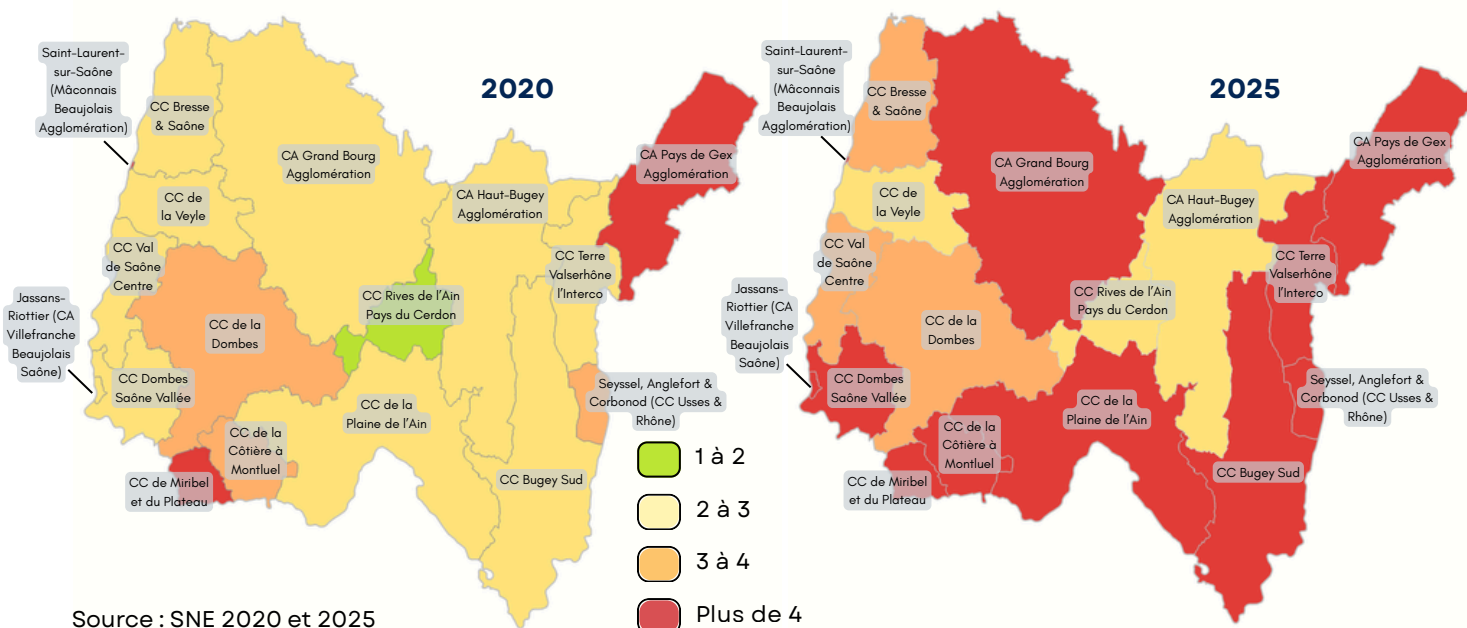 2020
Saint-Laurent-
sur-Saône
(Mâconnais
Beaujolais
Agglomération)
CC Bresse
& Saône
CA Grand Bourg
Agglomération
CA Pays de Gex
Agglomération
CC de
la Veyle
CA Haut-Bugey
Agglomération
CC Val
de Saône
Centre
CC Terre
Valserhône
l'Interco
Jassans-
Riottier (CA
Villefranche
Beaujolais
Saône)
CC Rives de l'Ain
Pays du Cerdon
CC de la
Dombes
CC Dombes
Saône Vallée
CC de la
Plaine de l'Ain
Seyssel, Anglefort &
Corbonod (CC Usses &
Rhône)
CC de la
Côtière à
Montluel
CC de Miribel
et du Plateau
CC Bugey Sud
1 à 2
2 à 3
3 à 4
Plus de 4
Source : SNE 2020 et 2025
2025
Saint-Laurent-
sur-Saône
(Mâconnais
Beaujolais
Agglomération)
CC Bresse
& Saône
CA Grand Bourg
Agglomération
CA Pays de Gex
Agglomération
CC de
la Veyle
CA Haut-Bugey
Agglomération
CC Val
de Saône
Centre
CC Terre
Valserhône
l'Interco
Jassans-
Riottier (CA
Villefranche
Beaujolais
Saône)
CC Rives de l'Ain
Pays du Cerdon
CC de la
Dombes
CC Dombes
Saône Vallée
CC de la
Plaine de l'Ain
Seyssel, Anglefort &
Corbonod (CC Usses &
Rhône)
CC de la
Côtière à
Montluel
CC de Miribel
et du Plateau
CC Bugey Sud